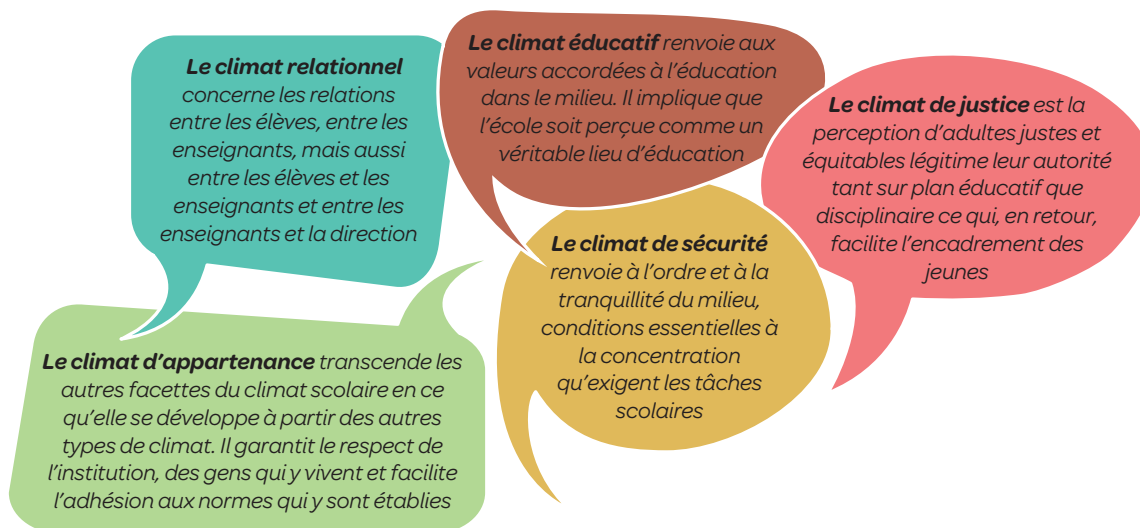 Le climat relationnel
concerne les relations
entre les élèves, entre les
enseignants, mais aussi
entre les élèves et les
enseignants et entre les
enseignants et la direction
Le climat éducatif renvoie aux
valeurs accordées à l'éducation
dans le milieu. Il implique que
l'école soit perçue comme un
véritable lieu d'éducation
Le climat de justice est la
perception d'adultes justes et
équitables légitime leur autorité
tant sur plan éducatif que
disciplinaire ce qui, en retour,
facilite l'encadrement des
jeunes
Le climat de sécurité
renvoie à l'ordre et à la
tranquillité du milieu,
conditions essentielles à
la concentration
qu'exigent les tâches
scolaires
Le climat d'appartenance transcende les
autres facettes du climat scolaire en ce
qu'elle se développe à partir des autres
types de climat. Il garantit le respect de
l'institution, des gens qui y vivent et facilite
l'adhésion aux normes qui y sont établies